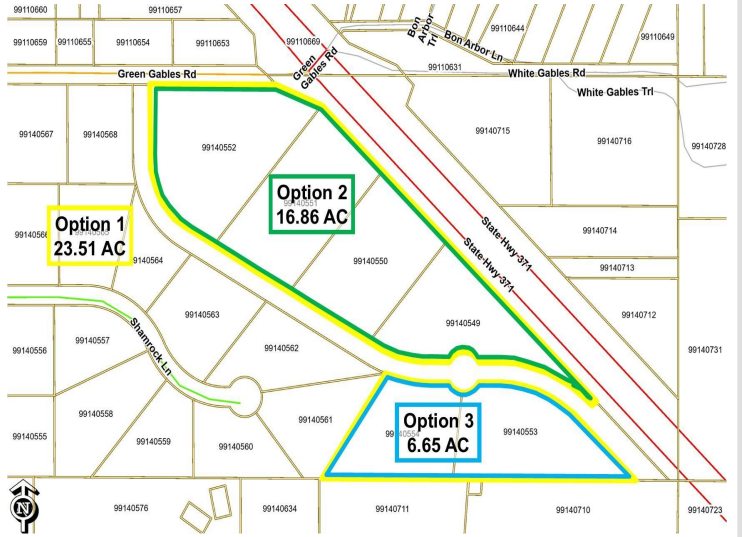 99110660
99110657
99110659
99110655
99110654
99110653
99110669
Green
Gables Rd
Bon
Arbor
Trl
Bon Arbor Ln
99110644
99110649
99110631
Green Gables Rd
White Gables Rd
White Gables Trl
99140567
99140568
99140552
99140715
99140716
99140728
Option 2
99140551
16.86 AC
Option 1
23.51 AC
99140564
State Hwy 371
State Hwy 371
99140714
99140713
99140550
99140712
99140563
99140549
99140731
99140556
99140557
Shamrock Ln
99140562
99140558
99140561
Option 3
99140554
6.65 AC
99140553
99140555
99140559
99140560
N
99140576
99140634
99140711
99140710
99140723